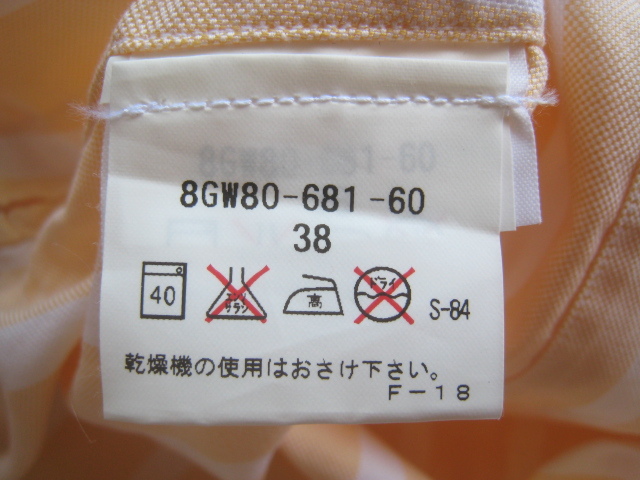 8GW80-681-60
38
40 エンソサラシ 高 ドライ S-84
乾燥機の使用はおさけ下さい。
F-18